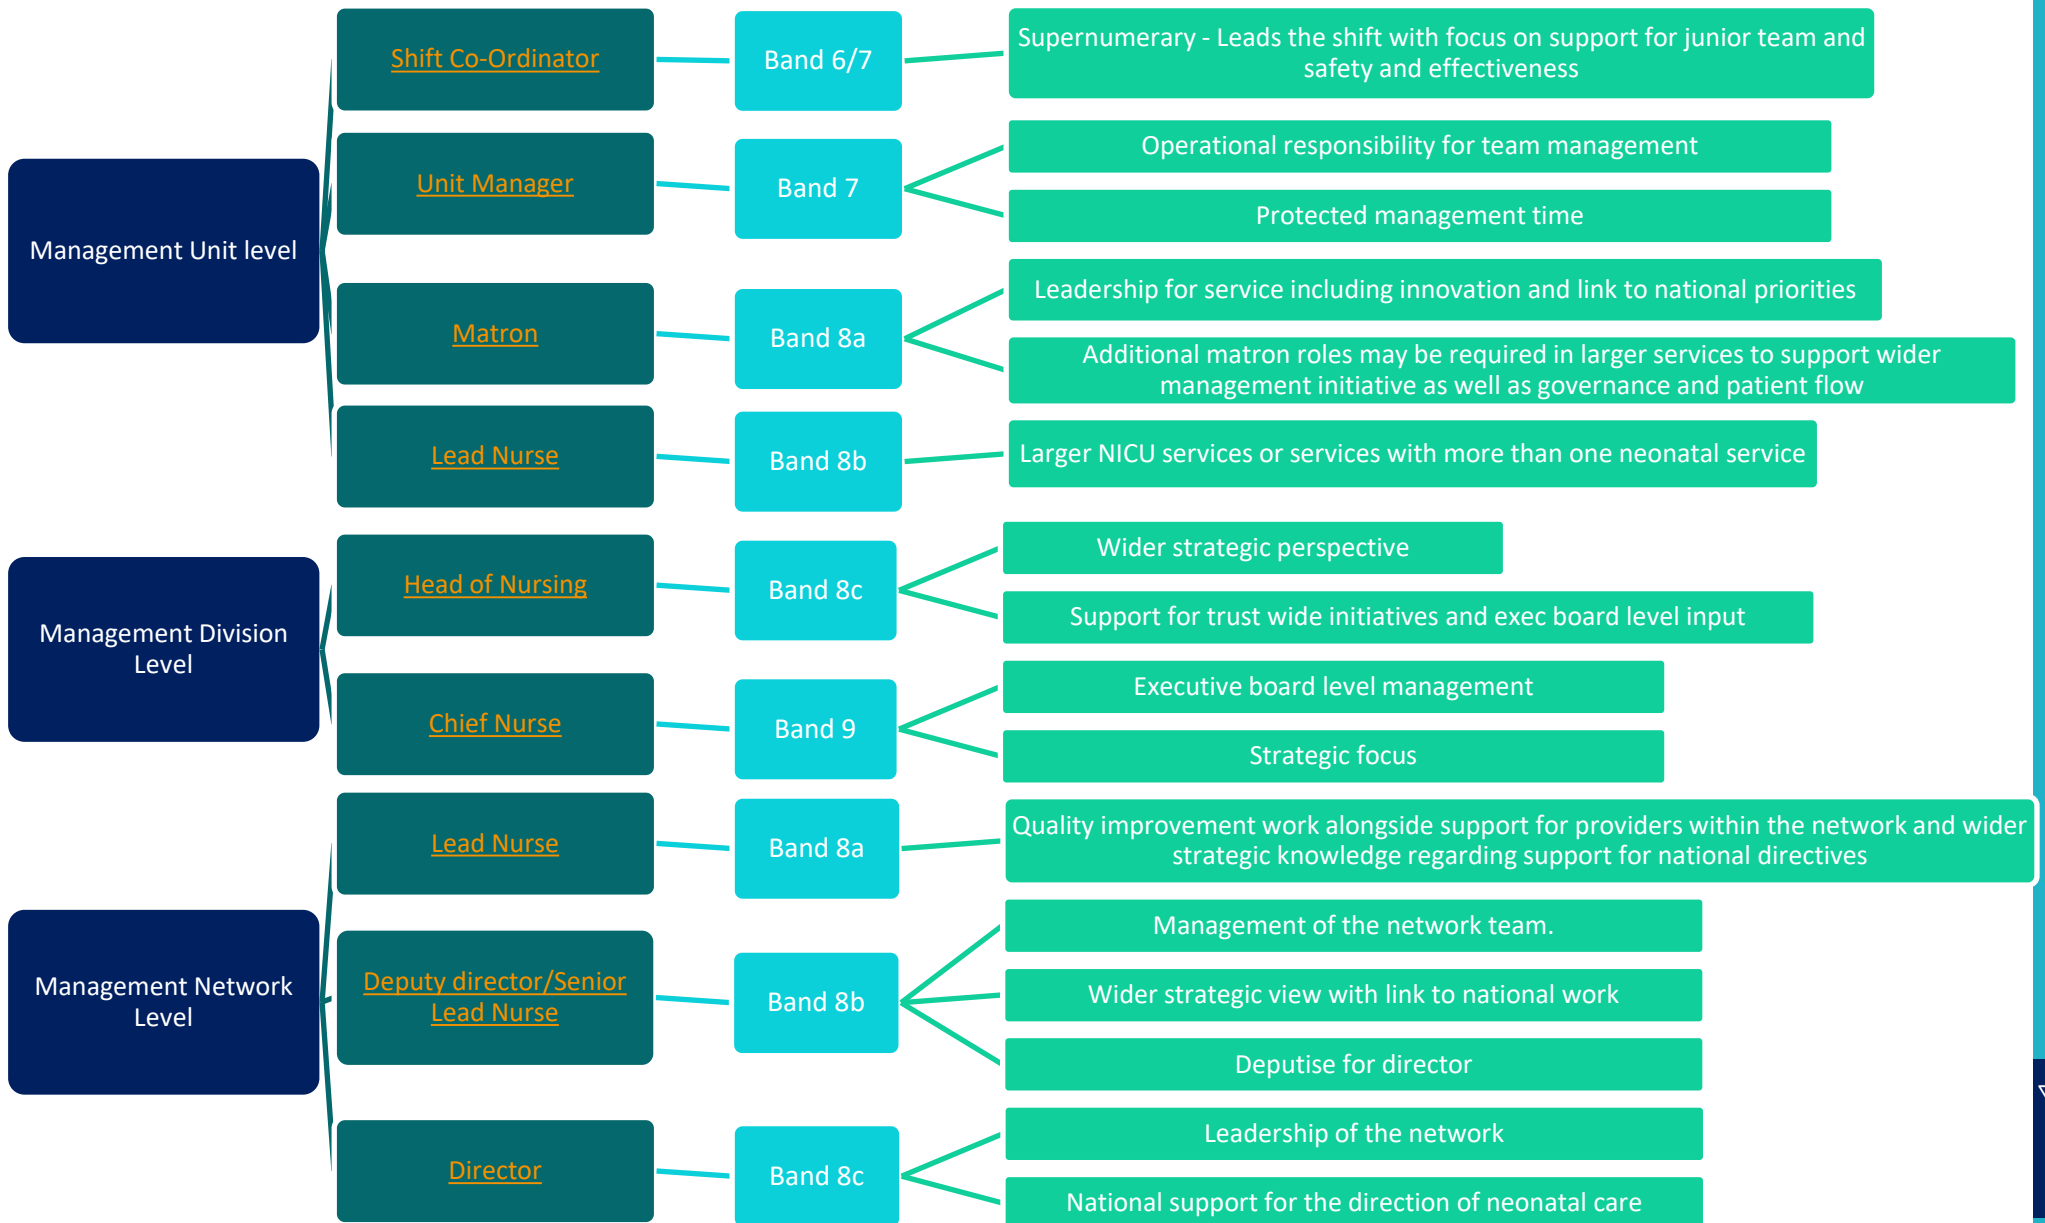 Management Unit level
Shift Co-Ordinator
Band 6/7
Supernumerary - Leads the shift with focus on support for junior team and
safety and effectiveness
Unit Manager
Band 7
Operational responsibility for team management
Protected management time
Matron
Band 8a
Leadership for service including innovation and link to national priorities
Additional matron roles may be required in larger services to support wider
management initiative as well as governance and patient flow
Lead Nurse
Band 8b
Larger NICU services or services with more than one neonatal service
Management Division
Level
Head of Nursing
Band 8c
Wider strategic perspective
Support for trust wide initiatives and exec board level input
Chief Nurse
Band 9
Executive board level management
Strategic focus
Management Network
Level
Lead Nurse
Band 8a
Quality improvement work alongside support for providers within the network and wider
strategic knowledge regarding support for national directives
Deputy director/Senior
Lead Nurse
Band 8b
Management of the network team.
Wider strategic view with link to national work
Deputise for director
Director
Band 8c
Leadership of the network
National support for the direction of neonatal care